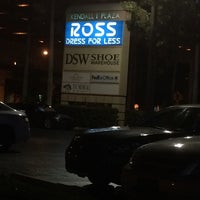 KENDALL E PLAZA
ROSS
DRESS FOR LESS
DSW SHOE
WAREHOUSE
FedEx Office